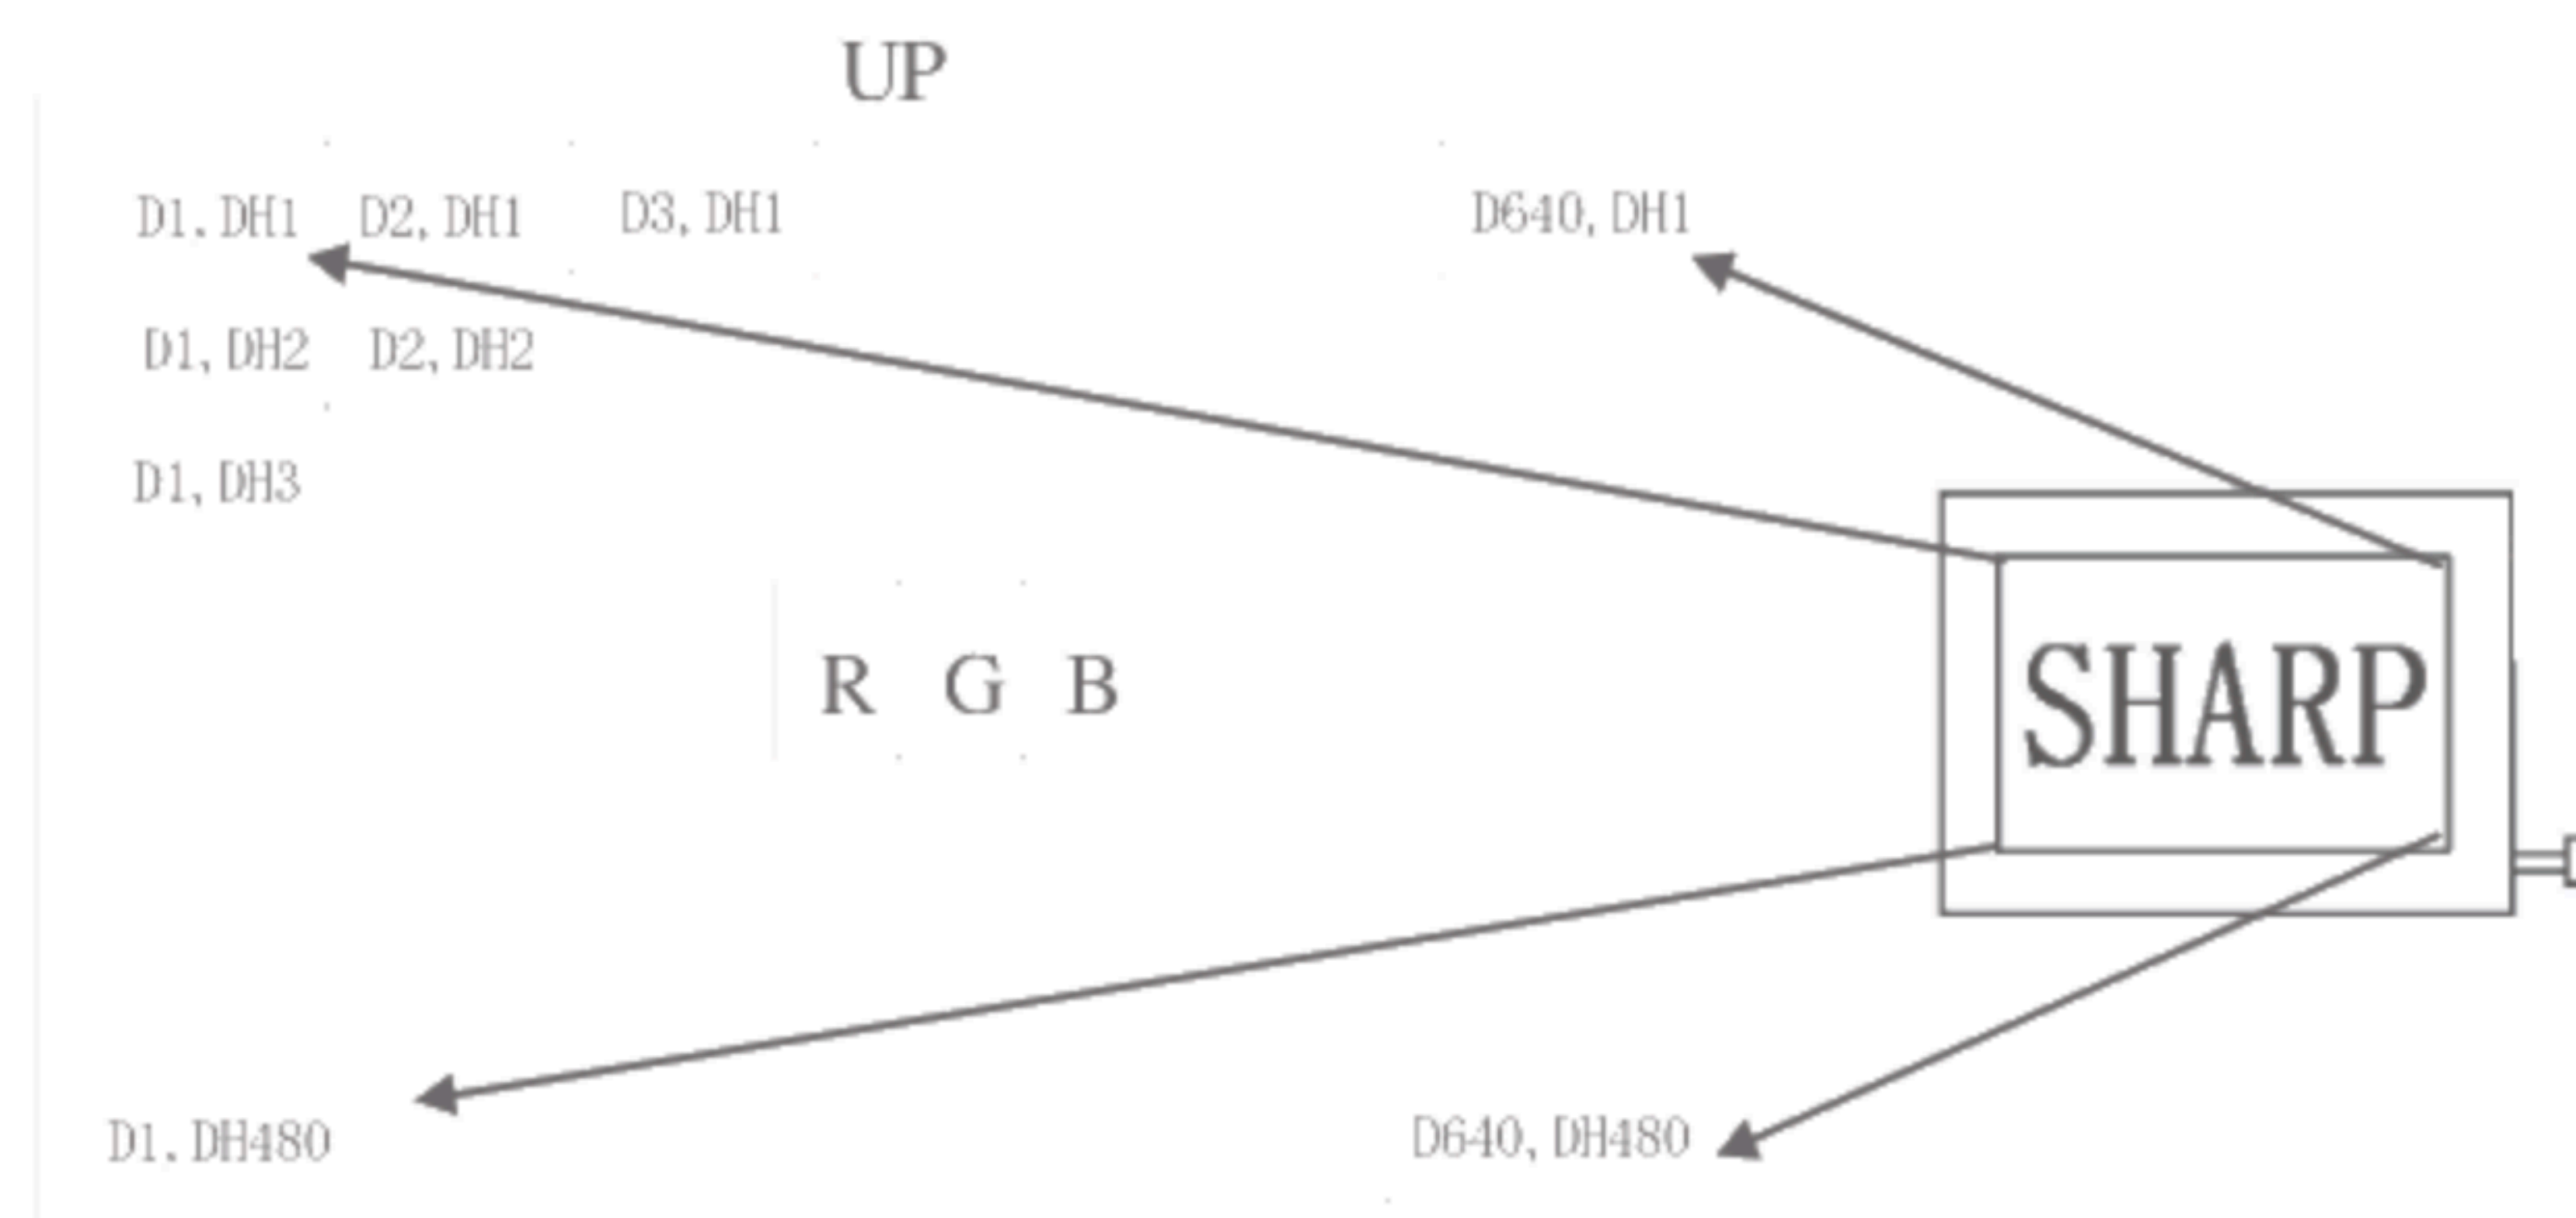 UP
D1.DH1 D2,DH1 D3,DH1 D640,DH1
D1,DH2 D2,DH2
D1,DH3
R G B
SHARP
D1.DH480 D640,DH480